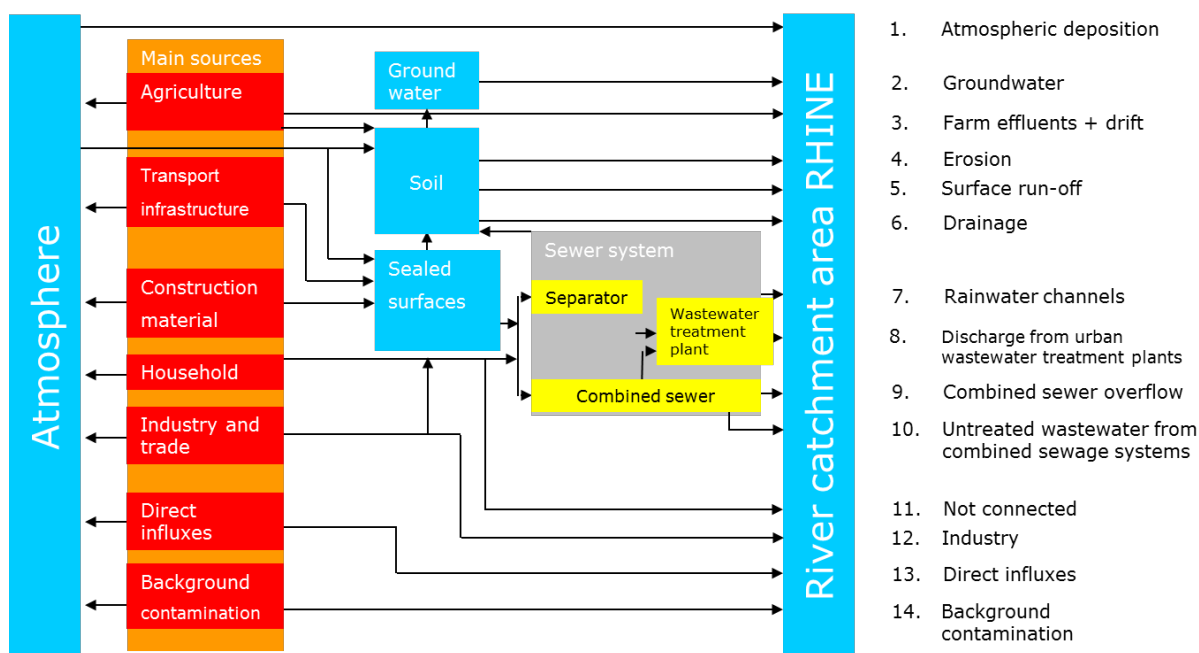 Atmosphere
Main sources
Agriculture
Transport
infrastructure
Construction
material
Household
Industry and
trade
Direct
influxes
Background
contamination
Ground
water
Soil
Sealed
surfaces
Sewer system
Separator
Wastewater
treatment
plant
Combined sewer
River catchment area RHINE
1. Atmospheric deposition
2. Groundwater
3. Farm effluents + drift
4. Erosion
5. Surface run-off
6. Drainage
7. Rainwater channels
8. Discharge from urban
wastewater treatment plants
9. Combined sewer overflow
10. Untreated wastewater from
combined sewage systems
11. Not connected
12. Industry
13. Direct influxes
14. Background
contamination